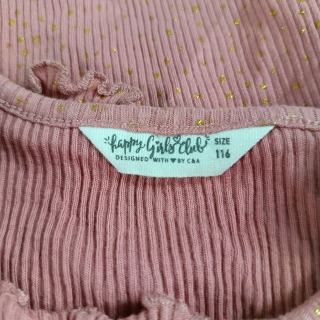 happy Girls Club
DESIGNED WITH ♥ BY C&A
SIZE
116